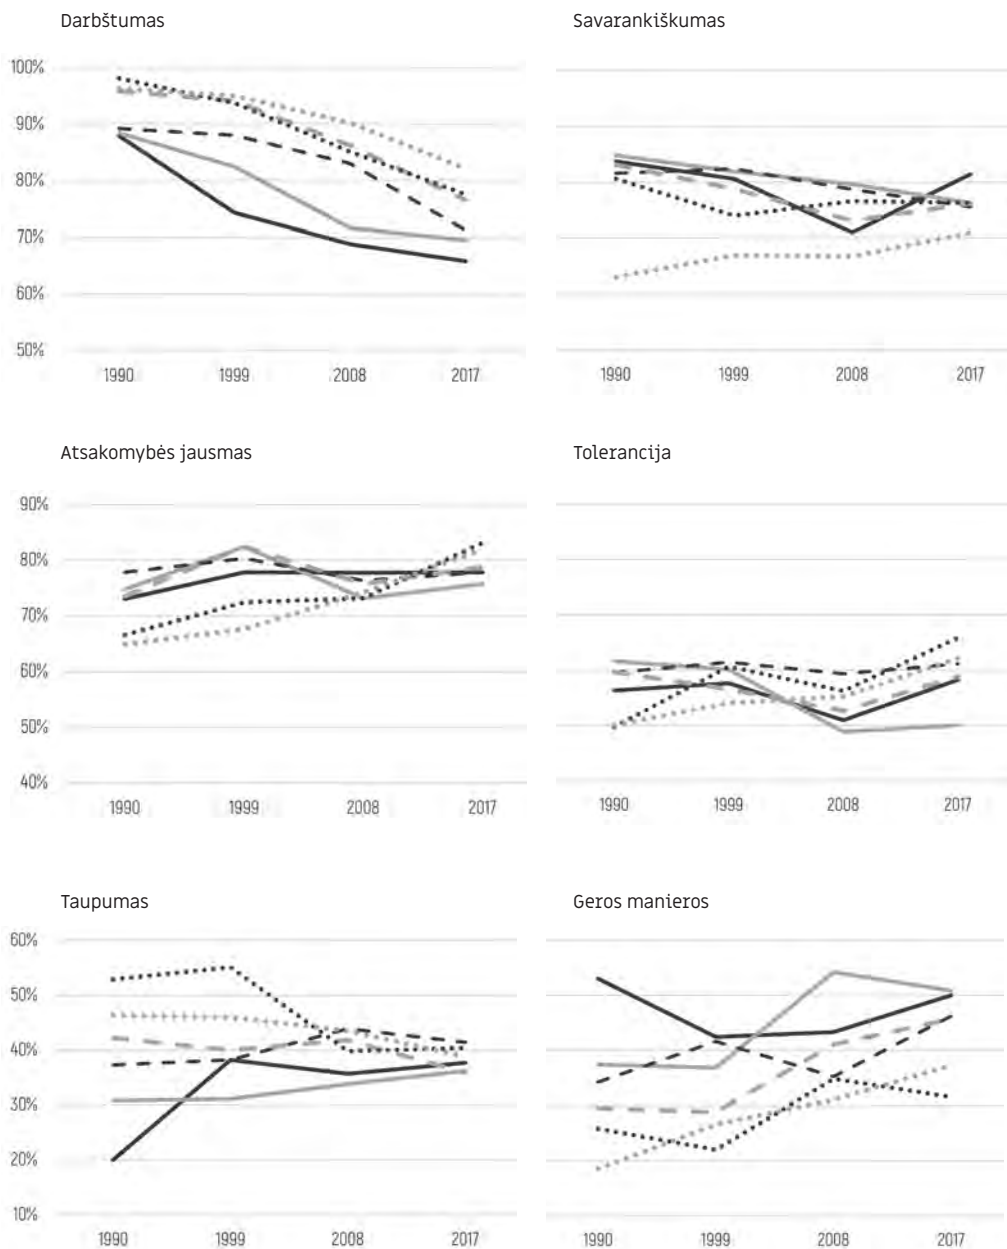 Darbštumas
Savarankiškumas
100%
90%
80%
70%
60%
50%
1990 1999 2008 2017
1990 1999 2008 2017
Atsakomybės jausmas
Tolerancija
90%
80%
70%
60%
50%
40%
1990 1999 2008 2017
1990 1999 2008 2017
Taupumas
Geros manieros
60%
50%
40%
30%
20%
10%
1990 1999 2008 2017
1990 1999 2008 2017